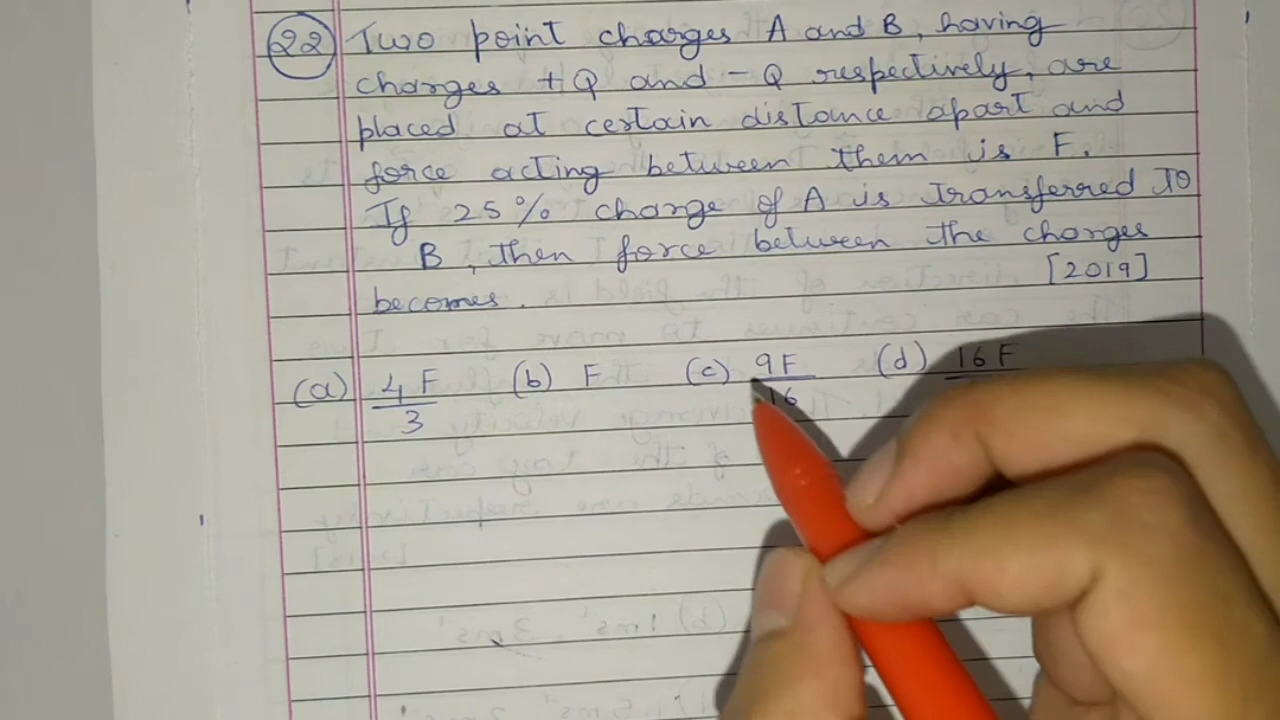 22 Two point charges A and B, having
charges +Q and -Q respectively, are
placed at certain distance apart and
force acting between them is F.
If 25% charge of A is transferred to
B, then force between the charges
becomes. [2019]
(a) 4F/3 (b) F (c) 9F/16 (d) 16F